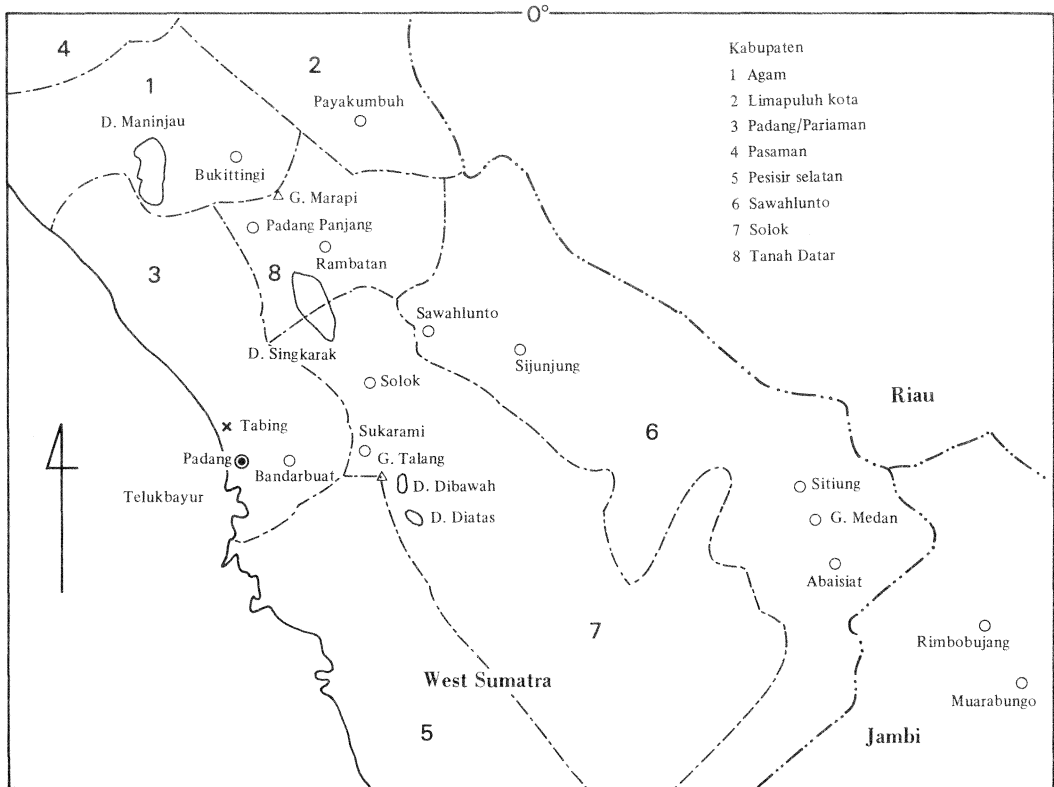 0°
4
2
1
Payakumbuh
D. Maninjau
Bukittingi
G. Marapi
Padang Panjang
Rambatan
3
8
Sawahlunto
D. Singkarak
Sijunjung
Solok
Riau
Tabing
Sukarami
6
Padang
Bandarbuat
G. Talang
Telukbayur
D. Dibawah
Sitiung
D. Diatas
G. Medan
Abaisiat
7
Rimbobujang
West Sumatra
Muarabungo
5
Jambi
Kabupaten
1 Agam
2 Limapuluh kota
3 Padang/Pariaman
4 Pasaman
5 Pesisir selatan
6 Sawahlunto
7 Solok
8 Tanah Datar